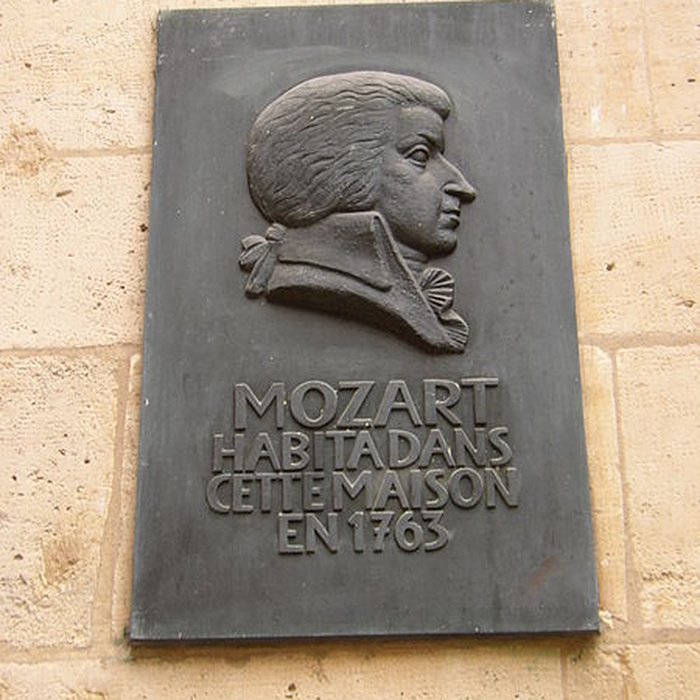 MOZART
HABITA DANS
CETTE MAISON
EN 1763